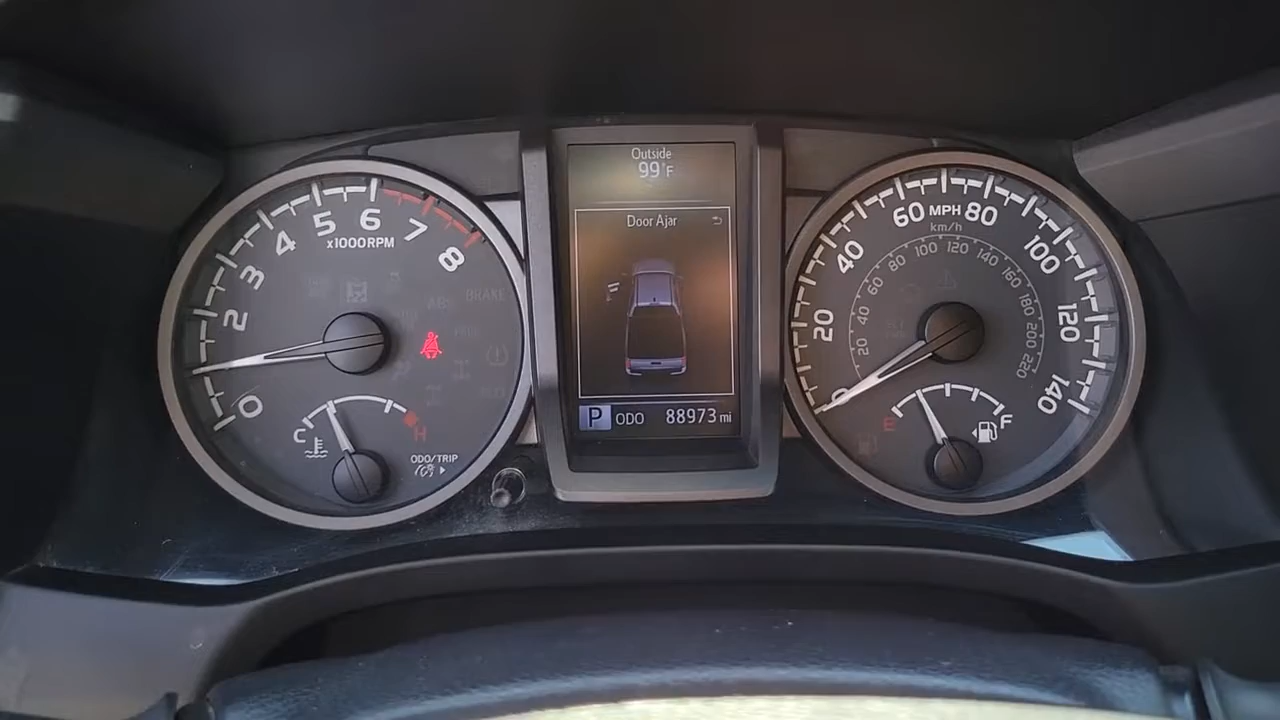 0
2
3
4
5
6
7
8
x1000RPM
BRAKE
C
H
ODO/TRIP
Outside
99°F
Door Ajar
P ODO 88973 mi
0
20
40
60 MPH 80
100
120
140
km/h
20
40
60
80
100
120
140
160
180
200
220
E
F